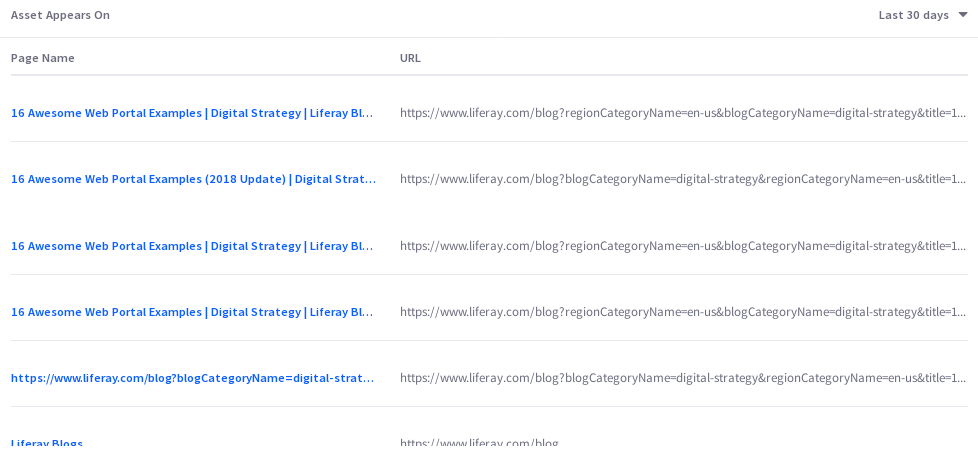 Asset Appears On Last 30 days
Page Name URL
16 Awesome Web Portal Examples | Digital Strategy | Liferay Bl... https://www.liferay.com/blog?regionCategoryName=en-us&blogCategoryName=digital-strategy&title=1...
16 Awesome Web Portal Examples (2018 Update) | Digital Strat... https://www.liferay.com/blog?blogCategoryName=digital-strategy&regionCategoryName=en-us&title=1...
16 Awesome Web Portal Examples | Digital Strategy | Liferay Bl... https://www.liferay.com/blog?regionCategoryName=en-us&blogCategoryName=digital-strategy&title=1...
16 Awesome Web Portal Examples | Digital Strategy | Liferay Bl... https://www.liferay.com/blog?regionCategoryName=en-us&blogCategoryName=digital-strategy&title=1...
https://www.liferay.com/blog?blogCategoryName=digital-strat... https://www.liferay.com/blog?blogCategoryName=digital-strategy&regionCategoryName=en-us&title=1...
Liferay Blogs https://www.liferay.com/blog